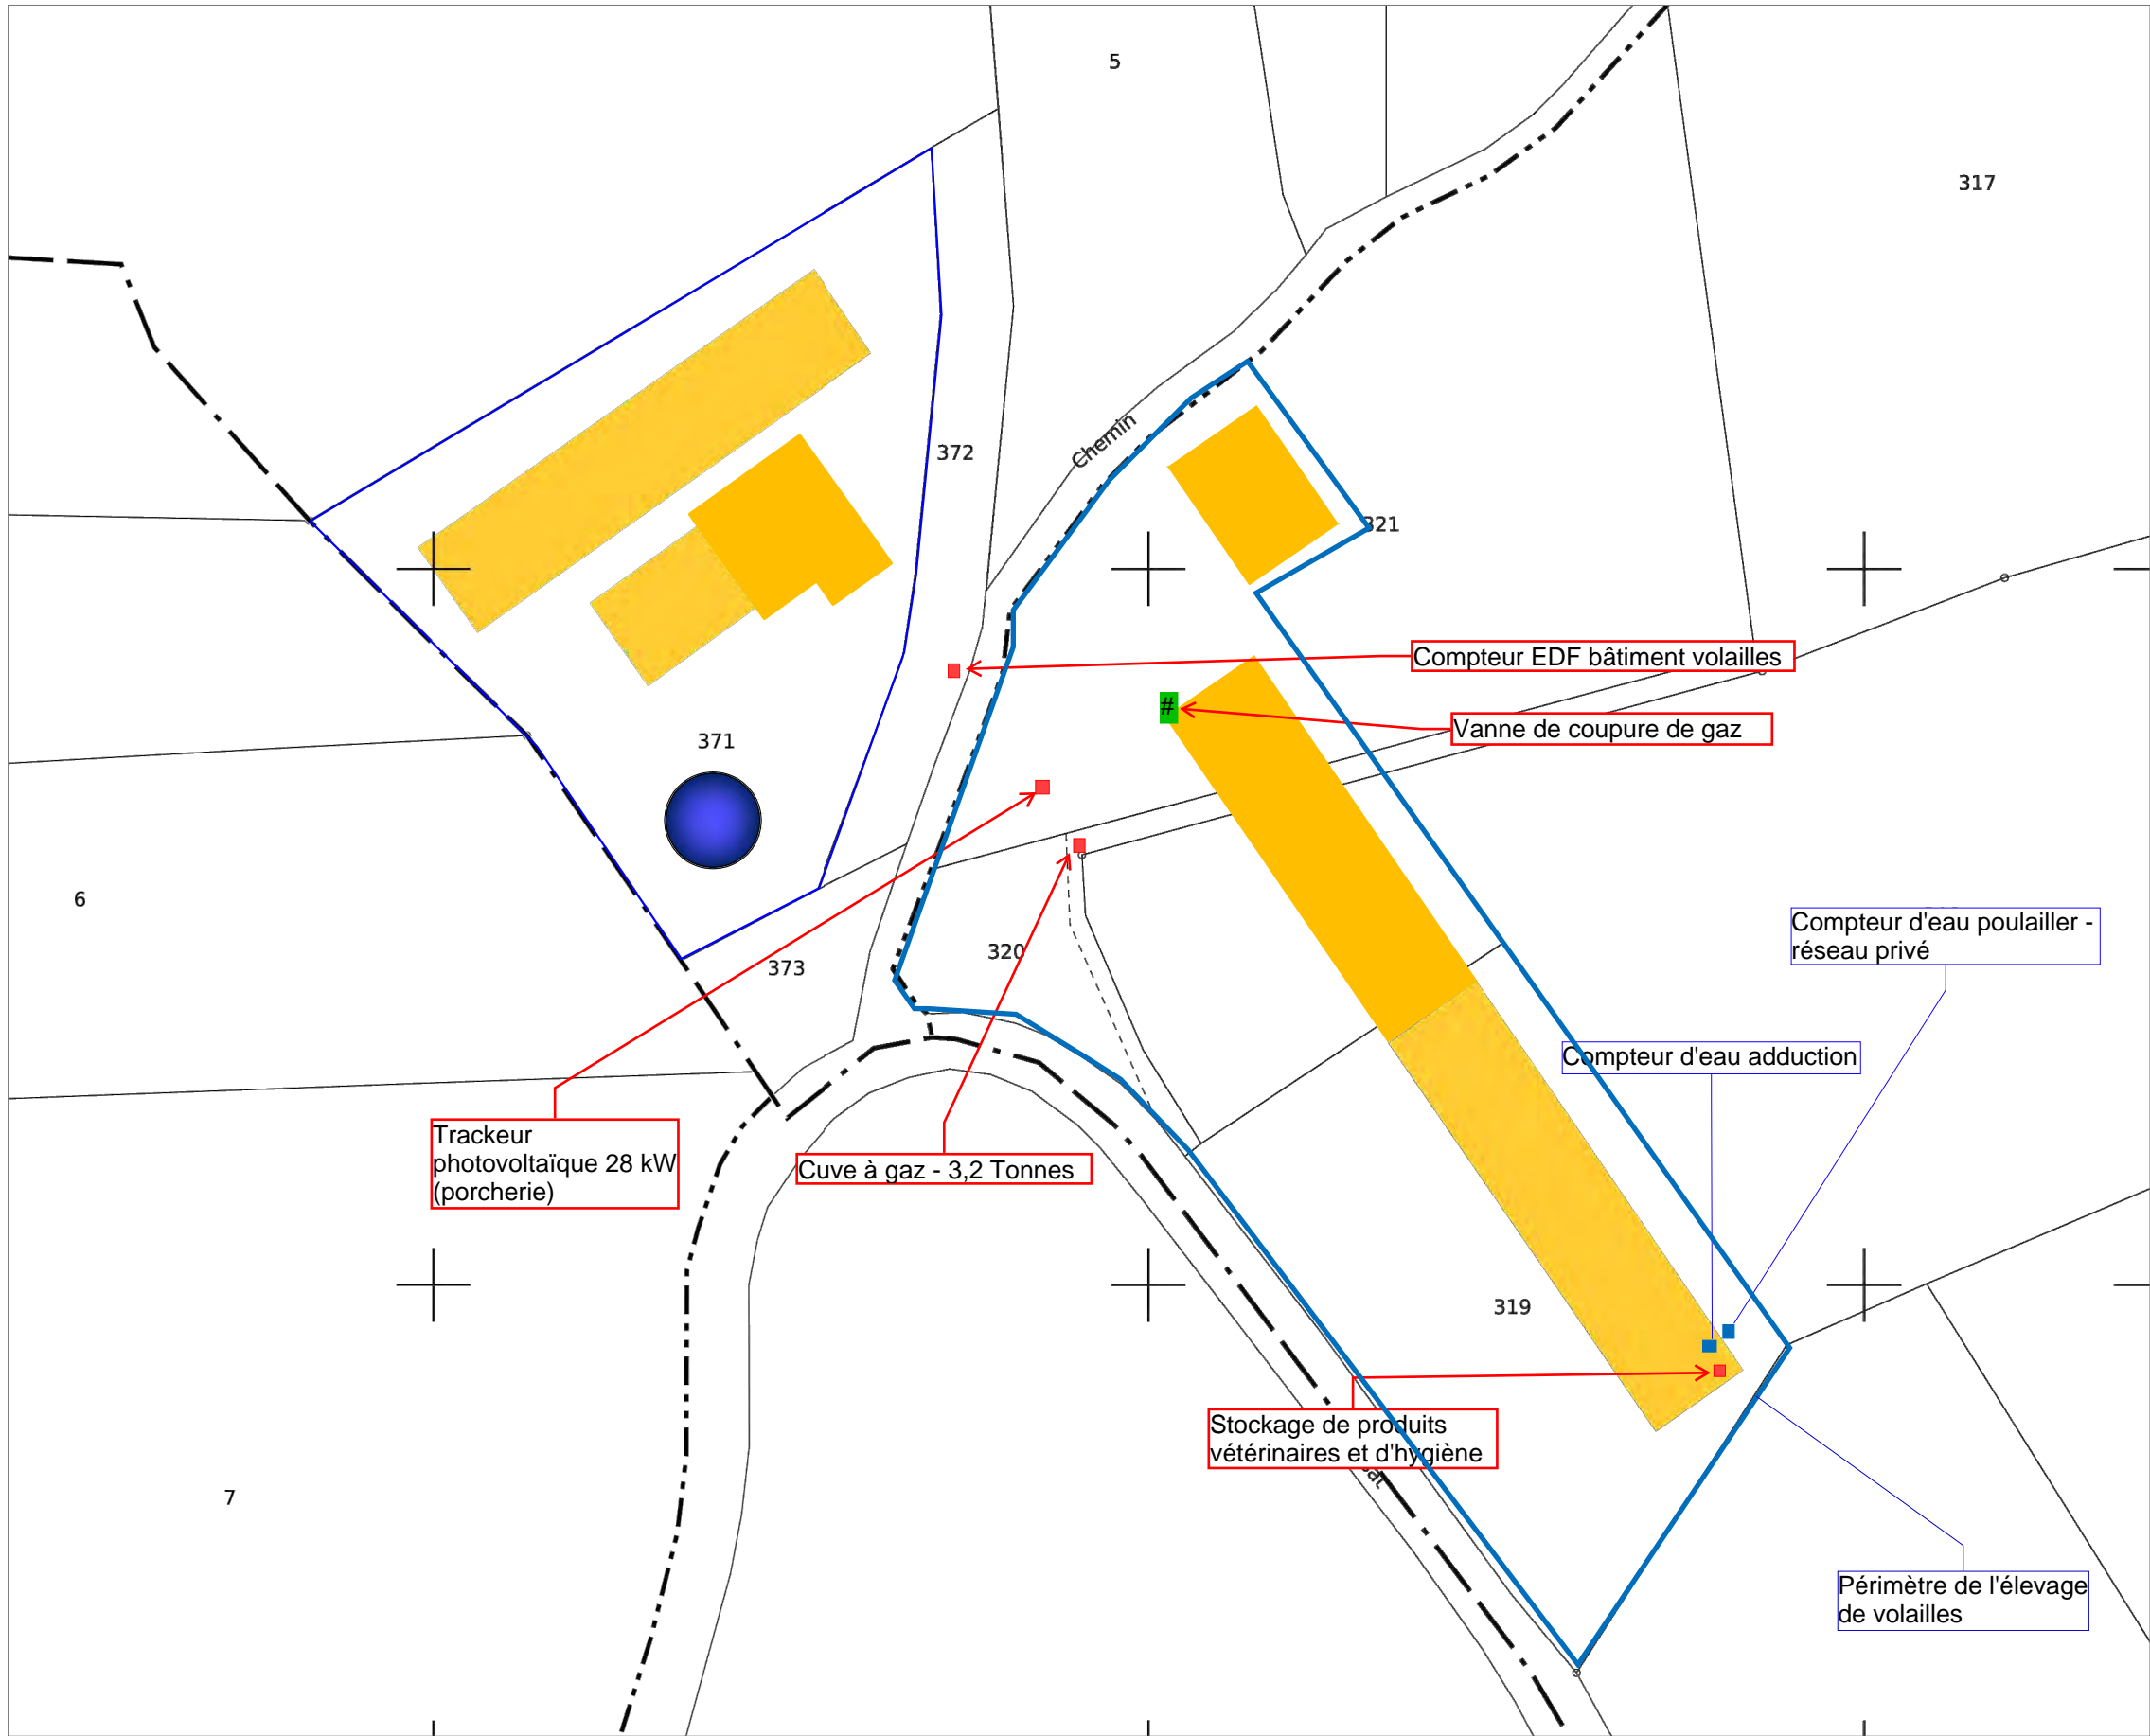 5
317
372
Chemin
321
Compteur EDF bâtiment volailles
#
Vanne de coupure de gaz
371
6
Compteur d'eau poulailler -
réseau privé
320
373
Compteur d'eau adduction
Trackeur
photovoltaïque 28 kW
(porcherie)
Cuve à gaz - 3,2 Tonnes
319
Stockage de produits
vétérinaires et d'hygiène
7
Périmètre de l'élevage
de volailles